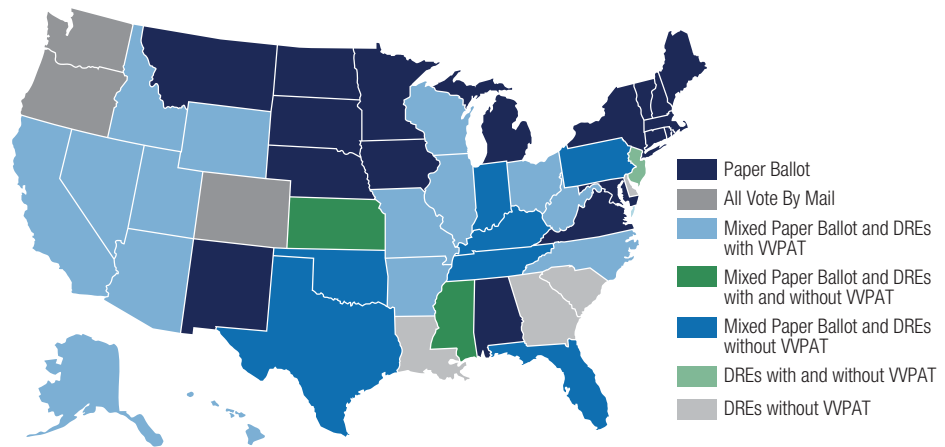 Paper Ballot
All Vote By Mail
Mixed Paper Ballot and DREs
with VVPAT
Mixed Paper Ballot and DREs
with and without VVPAT
Mixed Paper Ballot and DREs
without VVPAT
DREs with and without VVPAT
DREs without VVPAT